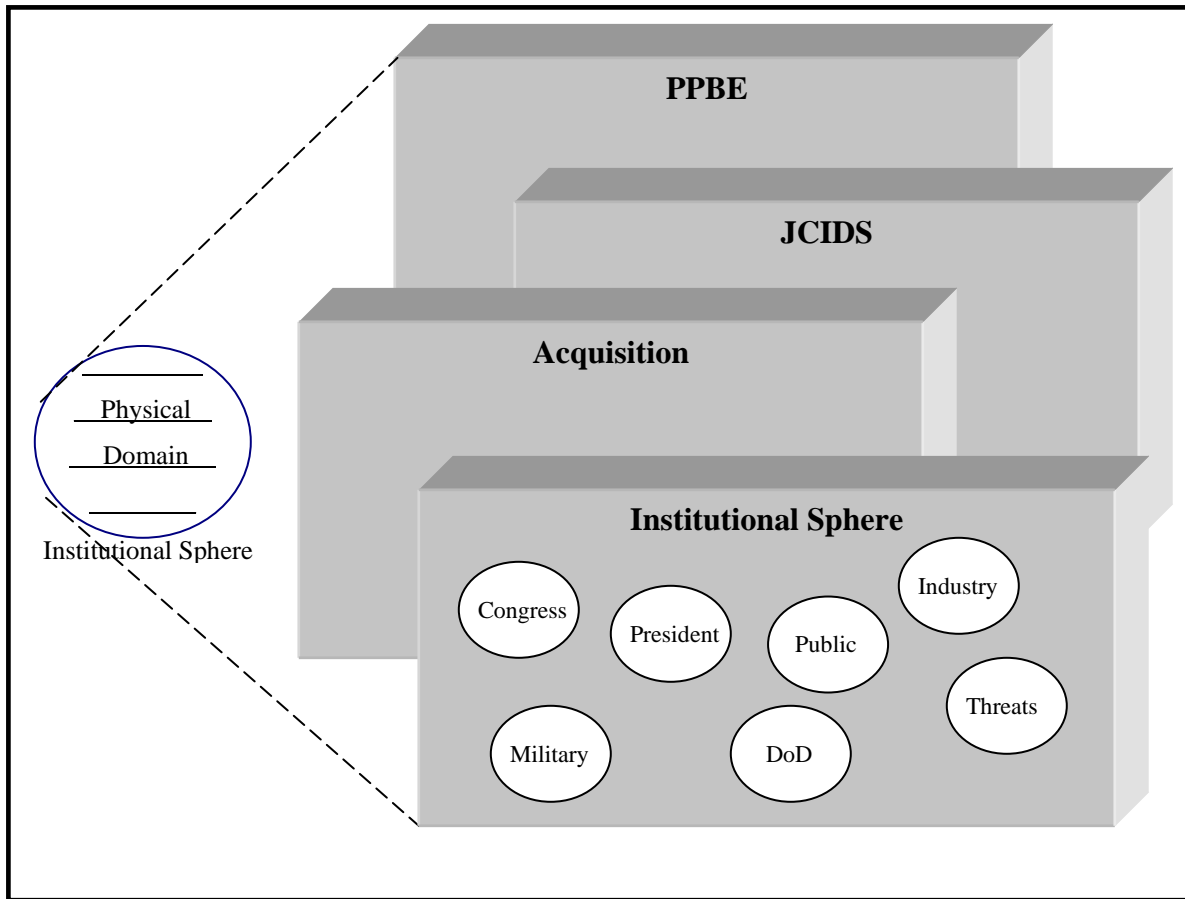 PPBE
JCIDS
Acquisition
Physical
Domain
Institutional Sphere
Institutional Sphere
Industry
Congress
President
Public
Threats
Military
DoD